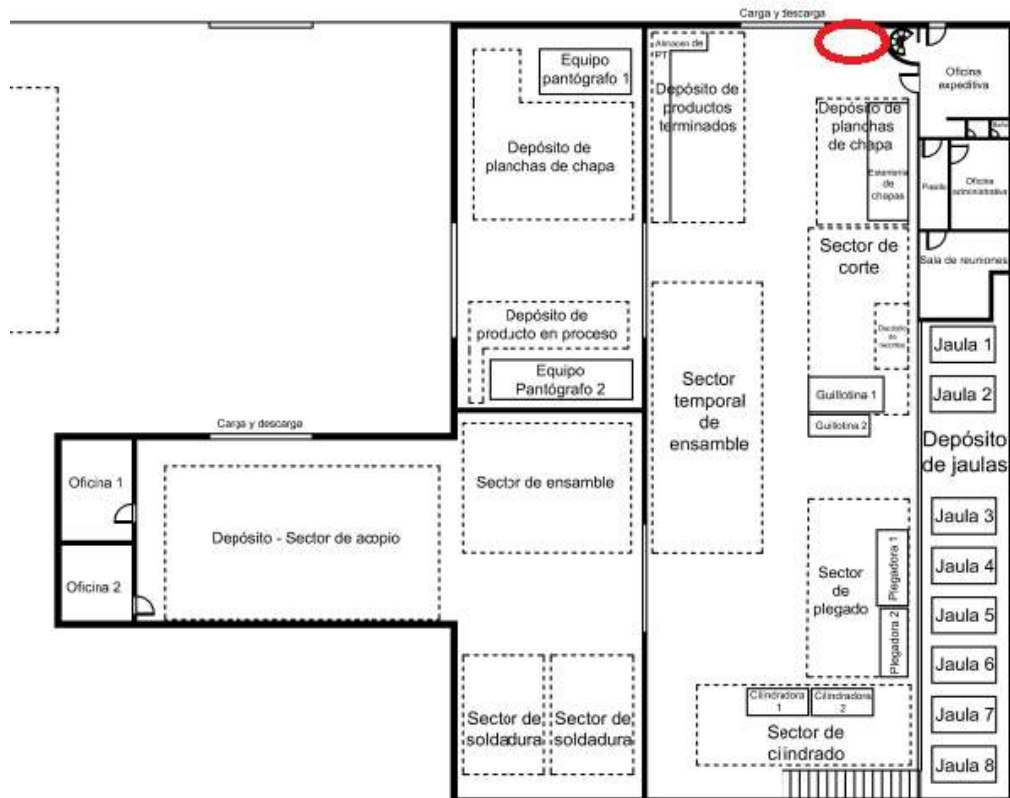 Carga y descarga
Equipo
pantógrafo 1
Depósito de
planchas de chapa
Depósito de
producto en proceso
Equipo
Pantógrafo 2
Almacen de
PT
Depósito de
productos
terminados
Depósito de
planchas
de chapa
Estantería
de
chapas
Oficina
expeditiva
Baño
Pasillo
Oficina
administrativa
Sala de reuniones
Sector de
corte
Guillotina 1
Guillotina 2
Sector
temporal
de
ensamble
Jaula 1
Jaula 2
Depósito
de jaulas
Jaula 3
Jaula 4
Jaula 5
Jaula 6
Jaula 7
Jaula 8
Carga y descarga
Oficina 1
Oficina 2
Depósito - Sector de acopio
Sector de ensamble
Sector de
soldadura
Sector de
soldadura
Sector
de
plegado
Plegadora 1
Plegadora 2
Cilindradora
1
Cilindradora
2
Sector de
cilindrado